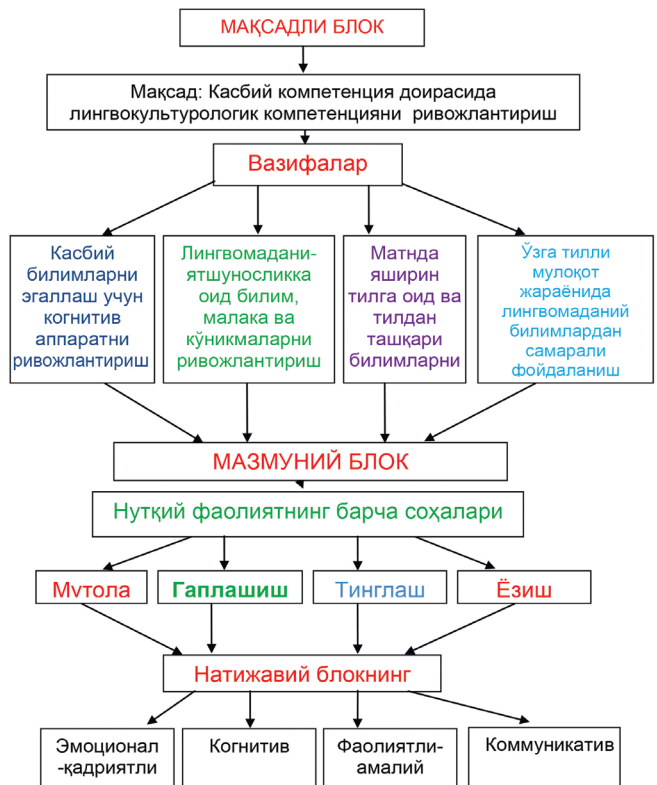 МАҚСАДЛИ БЛОК
Мақсад: Касбий компетенция доирасида
лингвокультурологик компетенцияни ривожлантириш
Вазифалар
Касбий
билимларни
эгаллаш учун
когнитив
аппаратни
ривожлантириш
Лингвомадани-
ятшуносликка
оид билим,
малака ва
кўникмаларни
ривожлантириш
Матнда
яширин
тилга оид ва
тилдан
ташқари
билимларни
Ўзга тилли
мулоқот
жараёнида
лингвомаданий
билимлардан
самарали
фойдаланиш
МАЗМУНИЙ БЛОК
Нутқий фаолиятнинг барча соҳалари
Мутола
Гаплашиш
Тинглаш
Ёзиш
Натижавий блокнинг
Эмоционал
-қадриятли
Когнитив
Фаолиятли-
амалий
Коммуникатив